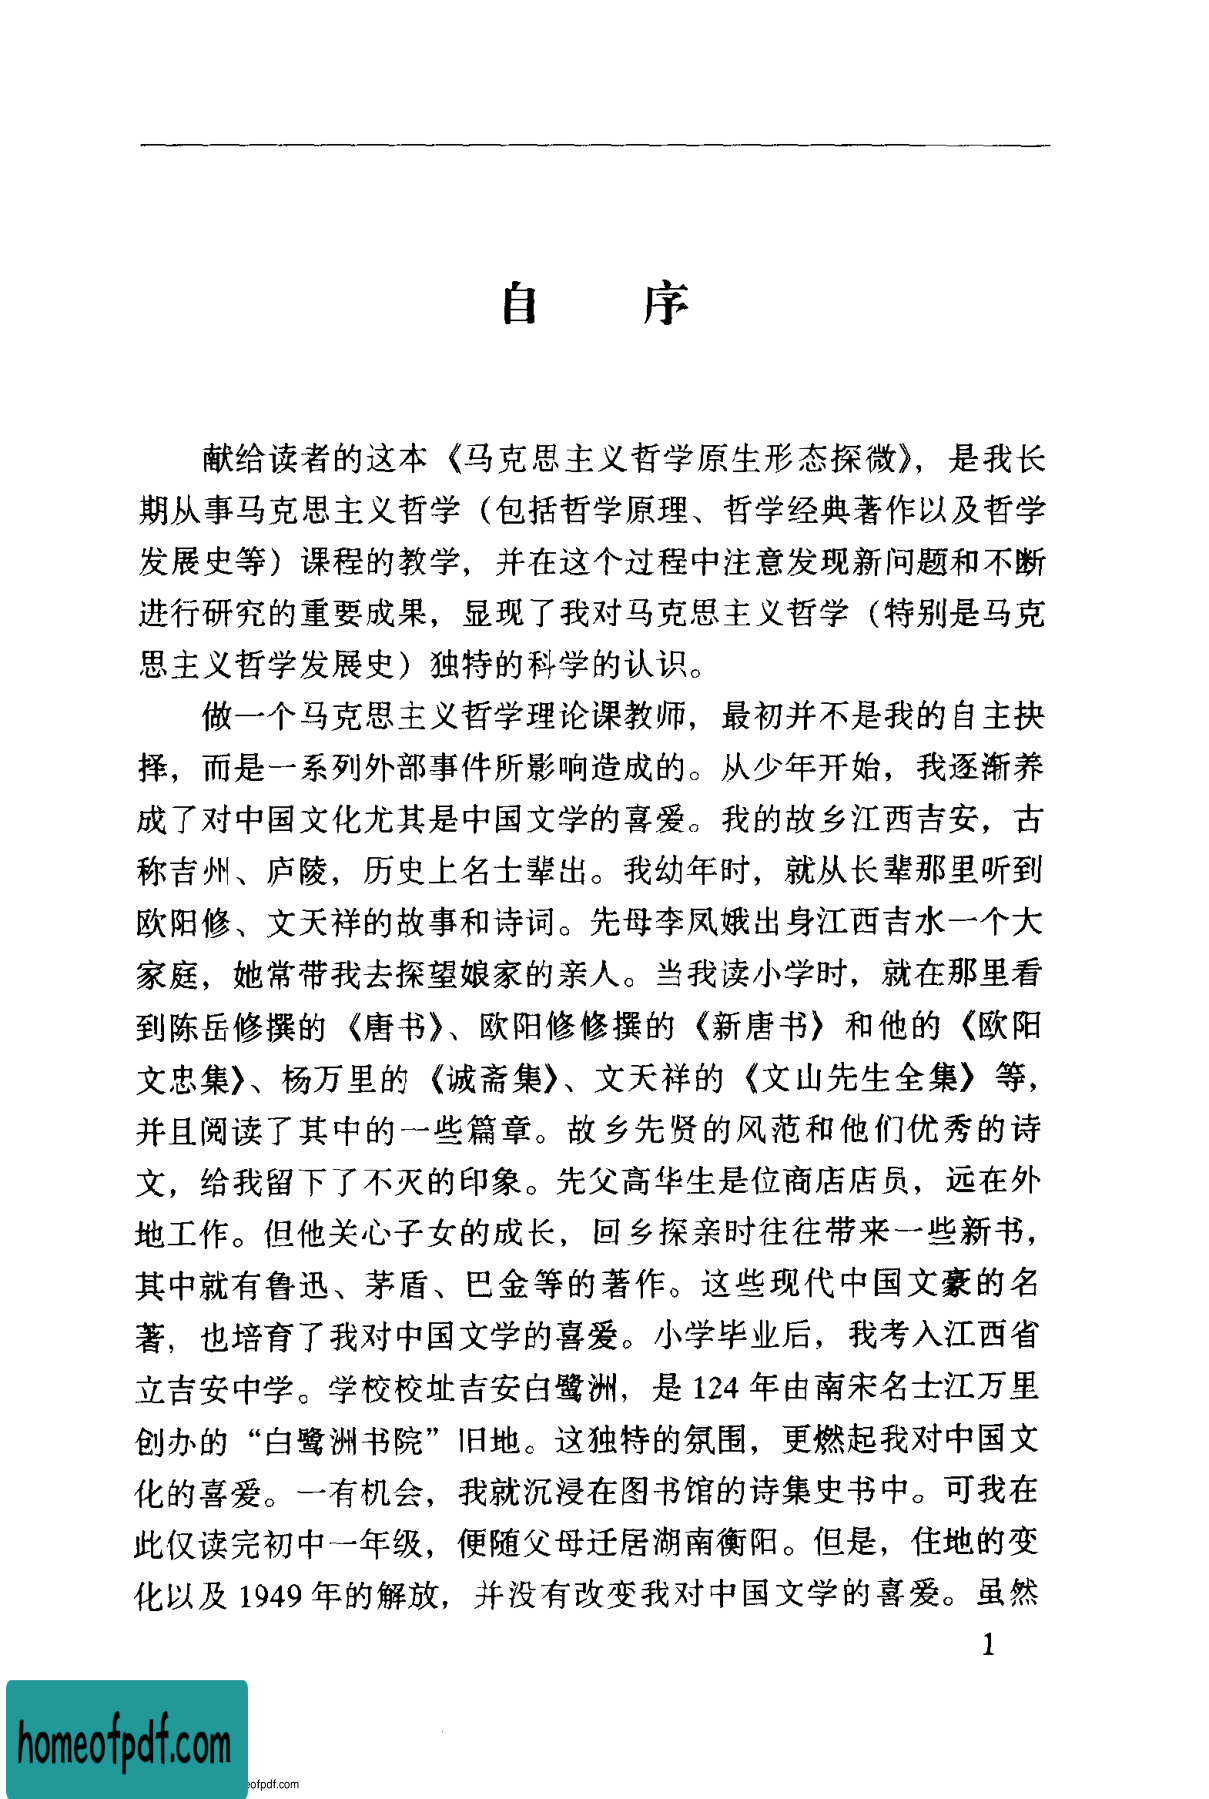 自 序
献给读者的这本《马克思主义哲学原生形态探微》，是我长
期从事马克思主义哲学（包括哲学原理、哲学经典著作以及哲学
发展史等）课程的教学，并在这个过程中注意发现新问题和不断
进行研究的重要成果，显现了我对马克思主义哲学（特别是马克
思主义哲学发展史）独特的科学的认识。
做一个马克思主义哲学理论课教师，最初并不是我的自主抉
择，而是一系列外部事件所影响造成的。从少年开始，我逐渐养
成了对中国文化尤其是中国文学的喜爱。我的故乡江西吉安，古
称吉州、庐陵，历史上名士辈出。我幼年时，就从长辈那里听到
欧阳修、文天祥的故事和诗词。先母李凤娥出身江西吉水一个大
家庭，她常带我去探望娘家的亲人。当我读小学时，就在那里看
到陈岳修撰的《唐书》、欧阳修修撰的《新唐书》和他的《欧阳
文忠集》、杨万里的《诚斋集》、文天祥的《文山先生全集》等，
并且阅读了其中的一些篇章。故乡先贤的风范和他们优秀的诗
文，给我留下了不灭的印象。先父高华生是位商店店员，远在外
地工作。但他关心子女的成长，回乡探亲时往往带来一些新书，
其中就有鲁迅、茅盾、巴金等的著作。这些现代中国文豪的名
著，也培育了我对中国文学的喜爱。小学毕业后，我考入江西省
立吉安中学。学校校址吉安白鹭洲，是 124 年由南宋名士江万里
创办的“白鹭洲书院”旧地。这独特的氛围，更燃起我对中国文
化的喜爱。一有机会，我就沉浸在图书馆的诗集史书中。可我在
此仅读完初中一年级，便随父母迁居湖南衡阳。但是，住地的变
化以及 1949 年的解放，并没有改变我对中国文学的喜爱。虽然
1
homeofpdf.com
eofpdf.com